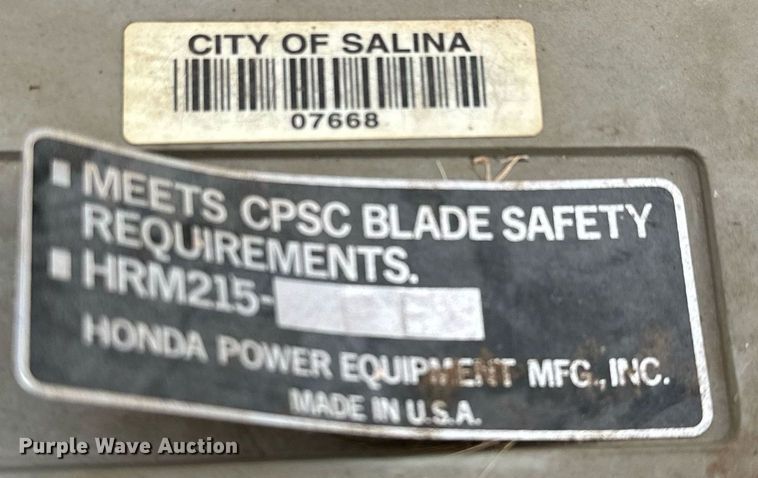 CITY OF SALINA
07668
MEETS CPSC BLADE SAFETY
REQUIREMENTS.
HRM215-
HONDA POWER EQUIPMENT MFG., INC.
MADE IN U.S.A.
Purple Wave Auction